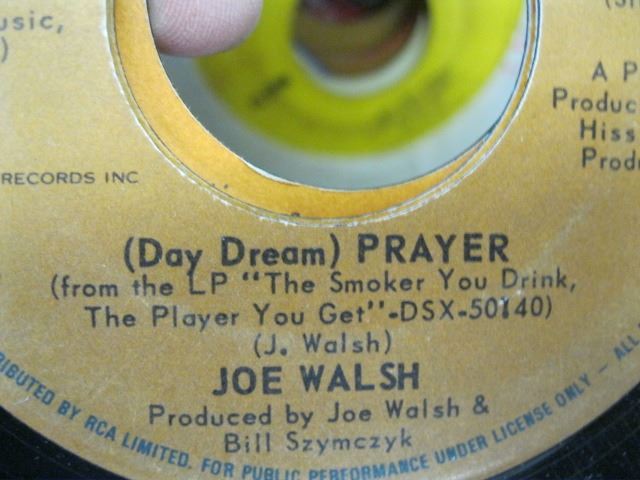 usic,
)
A P
Produc
Hiss
Produ
RECORDS INC
(Day Dream) PRAYER
(from the LP "The Smoker You Drink,
The Player You Get"-DSX-50140)
(J. Walsh)
JOE WALSH
Produced by Joe Walsh &
Bill Szymczyk
TRIBUTED BY RCA LIMITED. FOR PUBLIC PERFORMANCE UNDER LICENSE ONLY - ALL